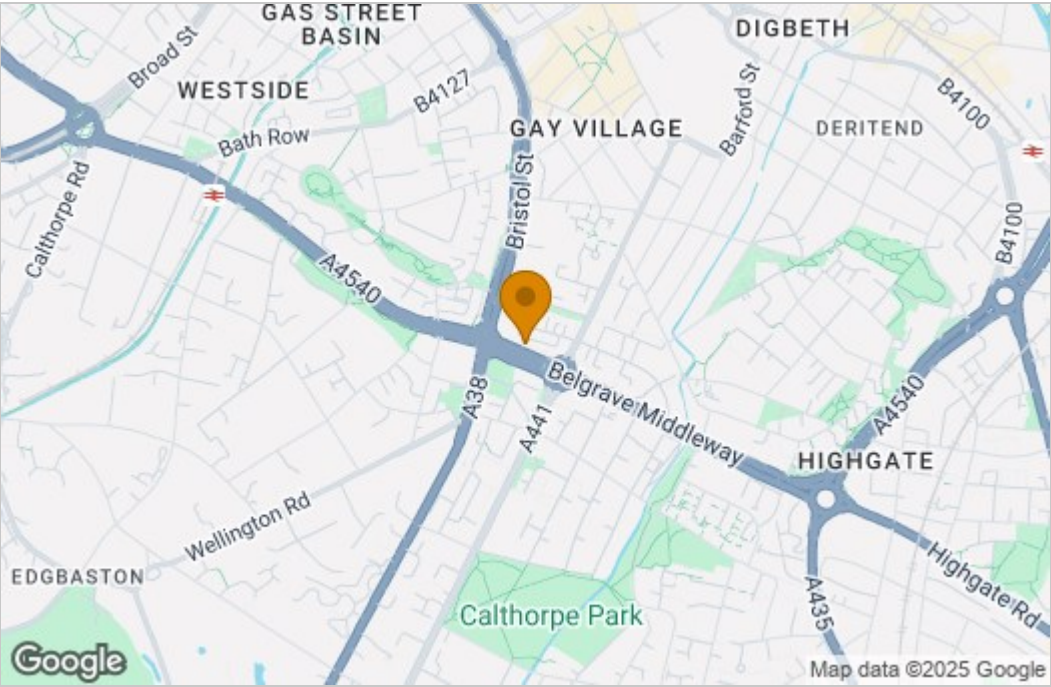 GAS STREET
BASIN
DIGBETH
Broad St
WESTSIDE
B4127
B4100
GAY VILLAGE
Barford St
DERITEND
Bath Row
Calthorpe Rd
Bristol St
B4100
A4540
Belgrave Middleway
A38
A441
A4540
HIGHGATE
Wellington Rd
EDGBASTON
Highgate Rd
A435
Calthorpe Park
Google
Map data ©2025 Google